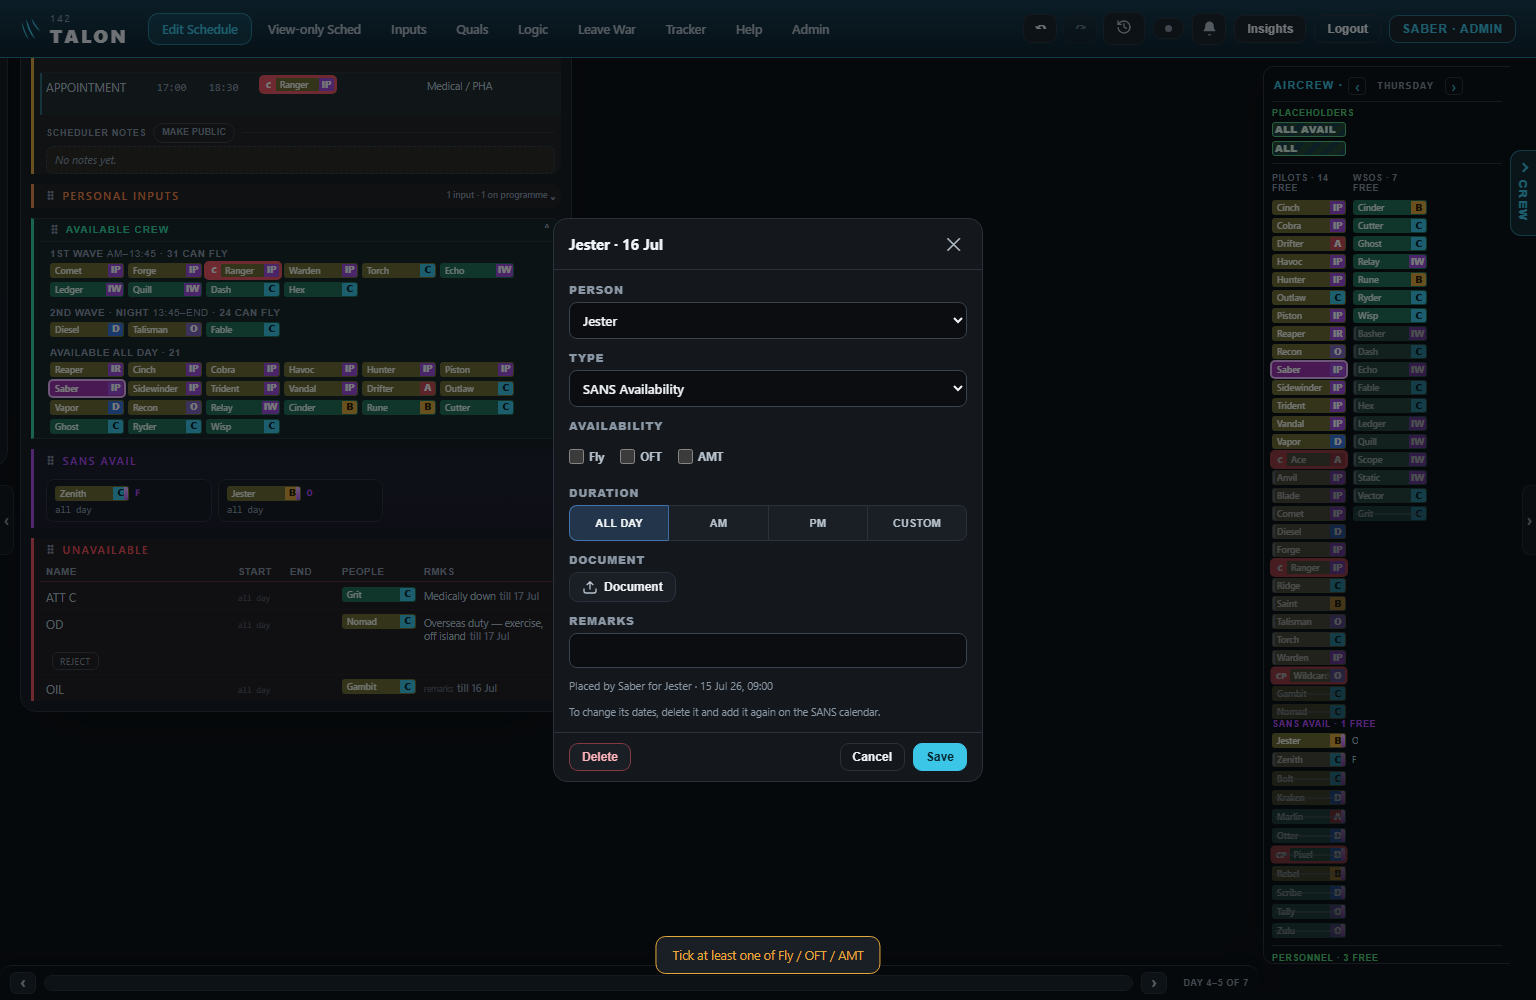 142
TALON
Edit Schedule
View-only Sched
Inputs
Quals
Logic
Leave War
Tracker
Help
Admin
Insights
Logout
SABER · ADMIN
APPOINTMENT 17:00 18:30 C Ranger IP Medical / PHA
SCHEDULER NOTES MAKE PUBLIC
No notes yet.
PERSONAL INPUTS 1 input · 1 on programme
AVAILABLE CREW
1ST WAVE AM–13:45 · 31 CAN FLY
Comet IP Forge IP C Ranger IP Warden IP Torch C Echo IW
Ledger IW Quill IW Dash C Hex C
2ND WAVE · NIGHT 13:45–END · 24 CAN FLY
Diesel D Talisman O Fable C
AVAILABLE ALL DAY · 21
Reaper IR Cinch IP Cobra IP Havoc IP Hunter IP Piston IP
Saber IP Sidewinder IP Trident IP Vandal IP Drifter A Outlaw C
Vapor D Recon O Relay IW Cinder B Rune B Cutter C
Ghost C Ryder C Wisp C
SANS AVAIL
Zenith C F Jester B O
all day all day
UNAVAILABLE
NAME START END PEOPLE RMKS
ATT C all day Grit C Medically down till 17 Jul
OD all day Nomad C Overseas duty — exercise,
off island till 17 Jul
REJECT
OIL all day Gambit C remarks till 16 Jul
Jester · 16 Jul
PERSON
Jester
TYPE
SANS Availability
AVAILABILITY
Fly OFT AMT
DURATION
ALL DAY AM PM CUSTOM
DOCUMENT
Document
REMARKS
Placed by Saber for Jester · 15 Jul 26, 09:00
To change its dates, delete it and add it again on the SANS calendar.
Delete Cancel Save
Tick at least one of Fly / OFT / AMT
DAY 4–5 OF 7
AIRCREW · THURSDAY
PLACEHOLDERS
ALL AVAIL
ALL
PILOTS · 14 FREE WSOS · 7 FREE
Cinch IP Cinder B
Cobra IP Cutter C
Drifter A Ghost C
Havoc IP Relay IW
Hunter IP Rune B
Outlaw C Ryder C
Piston IP Wisp C
Reaper IR Basher IW
Recon O Dash C
Saber IP Echo IW
Sidewinder IP Fable C
Trident IP Hex C
Vandal IP Ledger IW
Vapor D Quill IW
C Ace A Scope IW
Anvil IP Static IW
Blade IP Vector C
Comet IP Grit C
Diesel D
Forge IP
C Ranger IP
Ridge C
Saint B
Talisman O
Torch C
Warden IP
CP Wildcar O
Gambit C
Nomad C
SANS AVAIL · 1 FREE
Jester B O
Zenith C F
Bolt C
Kraken D
Marlin A
Otter D
CP Pixel D
Rebel B
Scribe D
Tally O
Zulu O
PERSONNEL · 3 FREE
CREW